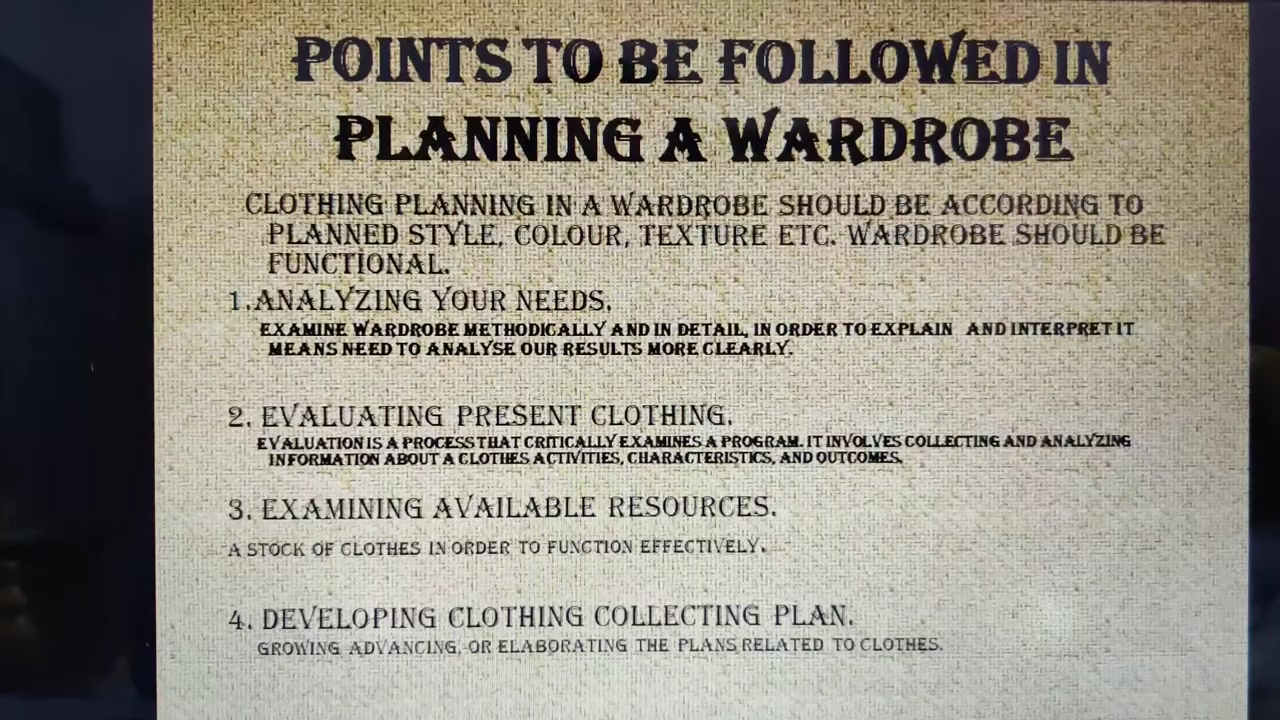 POINTS TO BE FOLLOWED IN
PLANNING A WARDROBE
CLOTHING PLANNING IN A WARDROBE SHOULD BE ACCORDING TO
PLANNED STYLE, COLOUR, TEXTURE ETC. WARDROBE SHOULD BE
FUNCTIONAL.
1.ANALYZING YOUR NEEDS.
EXAMINE WARDROBE METHODICALLY AND IN DETAIL, IN ORDER TO EXPLAIN AND INTERPRET IT
MEANS NEED TO ANALYSE OUR RESULTS MORE CLEARLY.
2. EVALUATING PRESENT CLOTHING.
EVALUATION IS A PROCESS THAT CRITICALLY EXAMINES A PROGRAM. IT INVOLVES COLLECTING AND ANALYZING
INFORMATION ABOUT A CLOTHES ACTIVITIES, CHARACTERISTICS, AND OUTCOMES.
3. EXAMINING AVAILABLE RESOURCES.
A STOCK OF CLOTHES IN ORDER TO FUNCTION EFFECTIVELY.
4. DEVELOPING CLOTHING COLLECTING PLAN.
GROWING ADVANCING, OR ELABORATING THE PLANS RELATED TO CLOTHES.